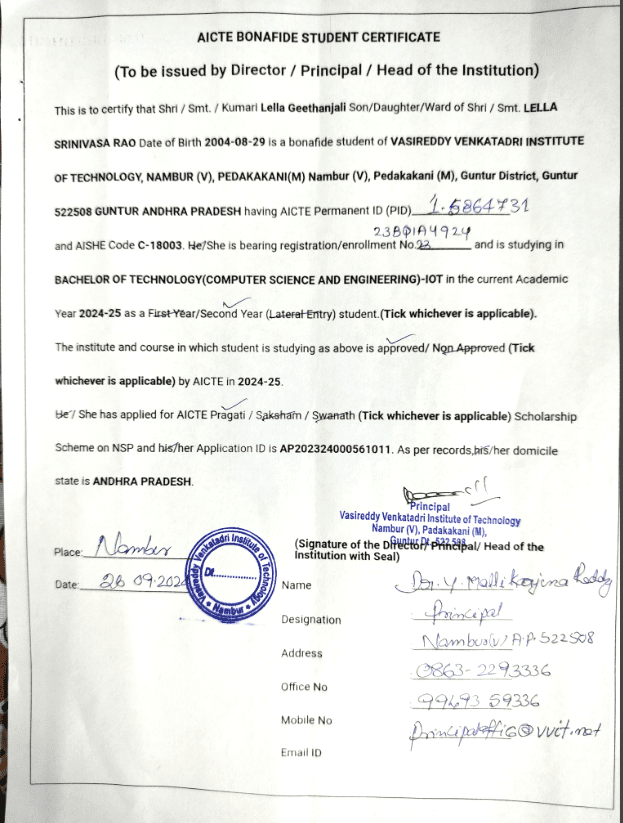 AICTE BONAFIDE STUDENT CERTIFICATE
(To be issued by Director / Principal / Head of the Institution)
This is to certify that Shri / Smt. / Kumari Lella Geethanjali Son/Daughter/Ward of Shri / Smt. LELLA
SRINIVASA RAO Date of Birth 2004-08-29 is a bonafide student of VASIREDDY VENKATADRI INSTITUTE
OF TECHNOLOGY, NAMBUR (V), PEDAKAKANI(M) Nambur (V), Pedakakani (M), Guntur District, Guntur
522508 GUNTUR ANDHRA PRADESH having AICTE Permanent ID (PID) 1-5864731
23BQ1A4924
and AISHE Code C-18003. He/She is bearing registration/enrollment No.23 and is studying in
BACHELOR OF TECHNOLOGY(COMPUTER SCIENCE AND ENGINEERING)-IOT in the current Academic
Year 2024-25 as a First Year/Second Year (Lateral Entry) student.(Tick whichever is applicable).
The institute and course in which student is studying as above is approved/ Non Approved (Tick
whichever is applicable) by AICTE in 2024-25.
He / She has applied for AICTE Pragati / Saksham / Swanath (Tick whichever is applicable) Scholarship
Scheme on NSP and his/her Application ID is AP202324000561011. As per records,his/her domicile
state is ANDHRA PRADESH.
Principal
Vasireddy Venkatadri Institute of Technology
Nambur (V), Padakakani (M),
Guntur Dt - 522 508
(Signature of the Director/ Principal/ Head of the
Institution with Seal)
Place: Nambur
Date: 26 09.2024
Vasireddy Venkatadri Institute of Technology
Dt.
Nambur
Name Dr. Y. Mallikarjuna Reddy
Designation Principal
Address Nambur(v) A.P. 522508
Office No 0863-2293336
Mobile No 99493 59336
Email ID